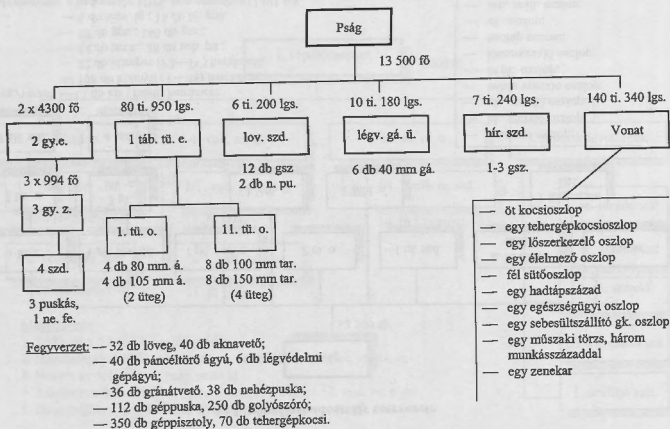 Pság
13 500 fő
2 x 4300 fő
80 ti. 950 lgs.
6 ti. 200 lgs.
10 ti. 180 lgs.
7 ti. 240 lgs.
140 ti. 340 lgs.
2 gy.e.
1 táb. tü. e.
lov. szd.
légv. gá. ü.
hír. szd.
Vonat
3 x 994 fő
12 db gsz
2 db n. pu.
6 db 40 mm gá.
1-3 gsz.
3 gy. z.
1. tü. o.
11. tü. o.
4 szd.
4 db 80 mm. á.
4 db 105 mm á.
(2 üteg)
8 db 100 mm tar.
8 db 150 mm tar.
(4 üteg)
3 puskás,
1 ne. fe.
— öt kocsioszlop
— egy tehergépkocsioszlop
— egy lőszerkezelő oszlop
— egy élelmező oszlop
— fél sütőoszlop
— egy hadtápszázad
— egy egészségügyi oszlop
— egy sebesültszállító gk. oszlop
— egy műszaki törzs, három
munkásszázaddal
— egy zenekar
Fegyverzet: — 32 db löveg, 40 db aknavető;
— 40 db páncéltörő ágyú, 6 db légvédelmi
gépágyú;
— 36 db gránátvető. 38 db nehézpuska;
— 112 db géppuska, 250 db golyószóró;
— 350 db géppisztoly, 70 db tehergépkocsi.